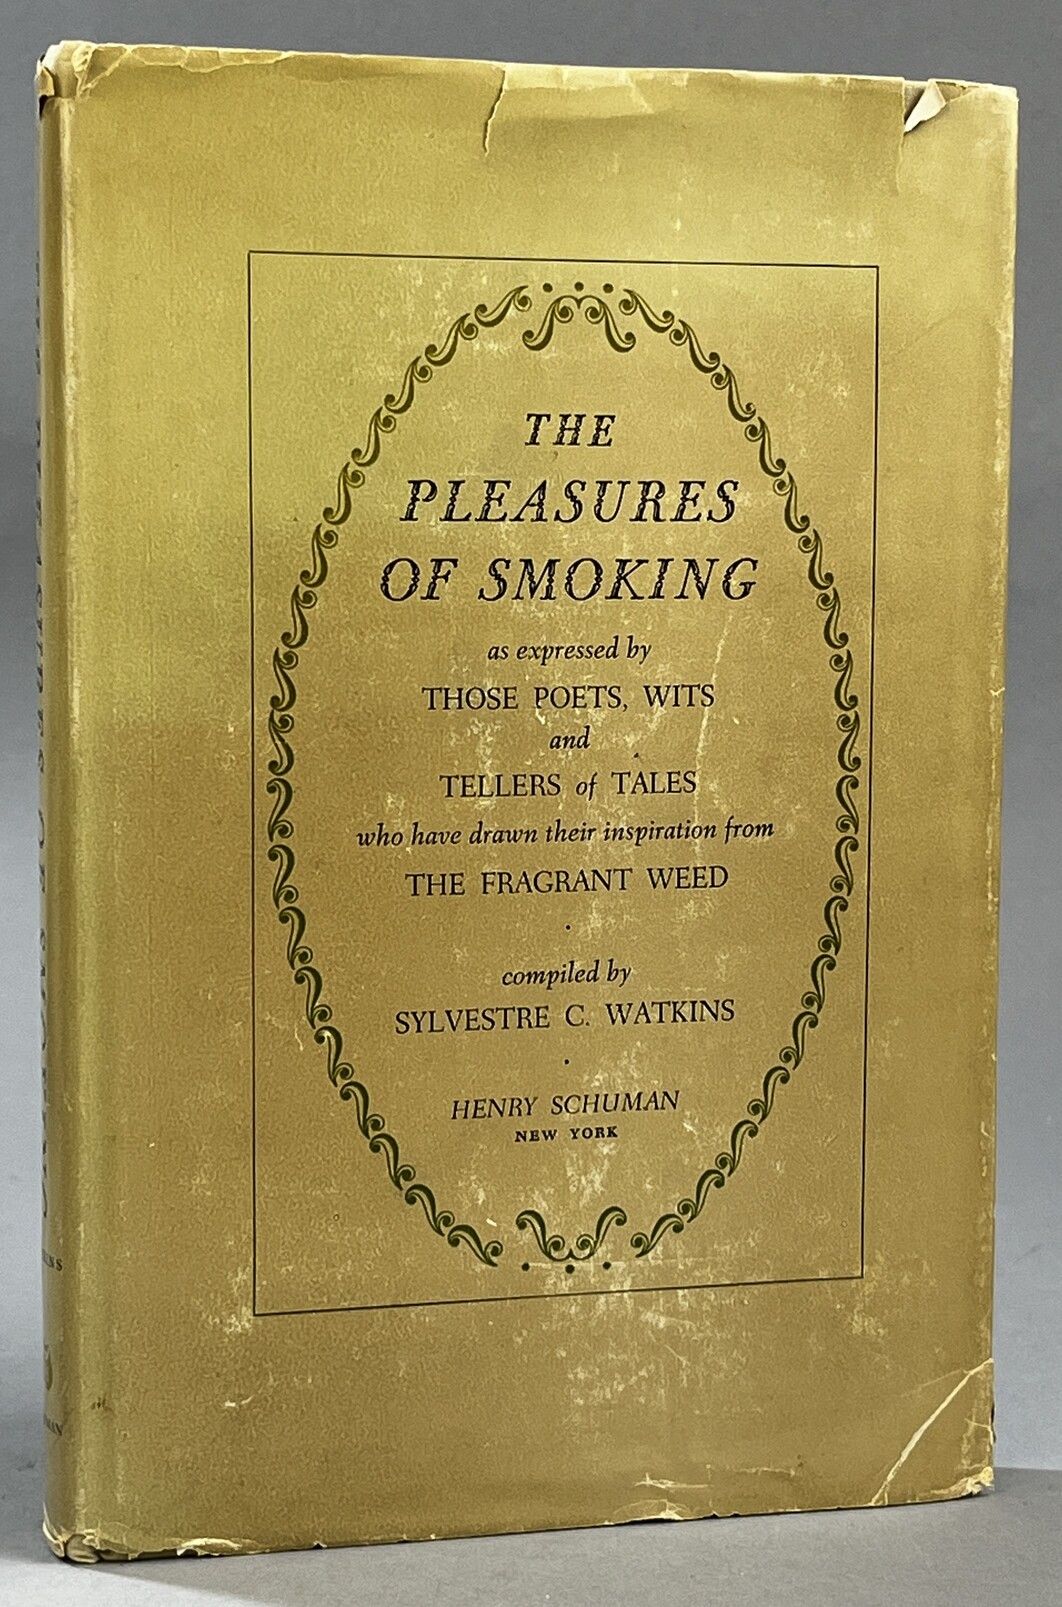 THE
PLEASURES
OF SMOKING
as expressed by
THOSE POETS, WITS
and
TELLERS of TALES
who have drawn their inspiration from
THE FRAGRANT WEED
·
compiled by
SYLVESTRE C. WATKINS
·
HENRY SCHUMAN
NEW YORK